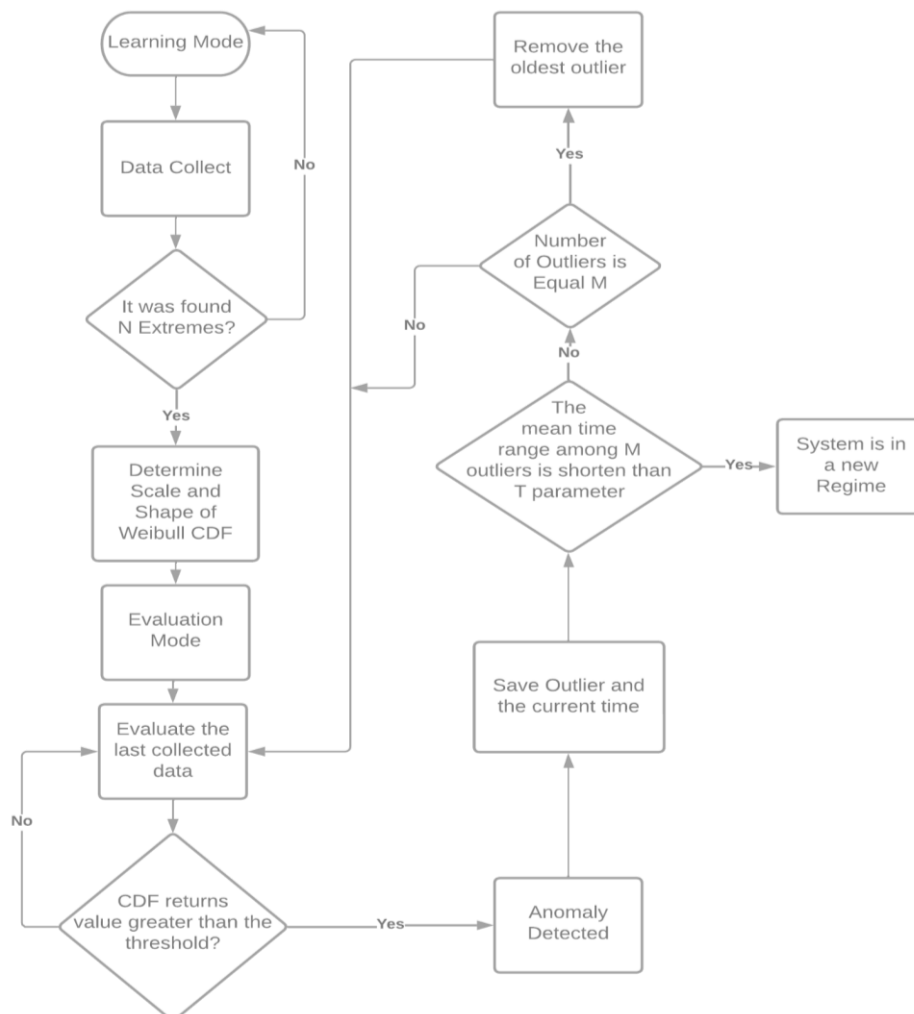 Learning Mode
Data Collect
It was found
N Extremes?
No
Yes
Determine
Scale and
Shape of
Weibull CDF
Evaluation
Mode
Evaluate the
last collected
data
No
CDF returns
value greater than the
threshold?
Yes
Anomaly
Detected
Save Outlier and
the current time
The
mean time
range among M
outliers is shorten than
T parameter
Yes
System is in
a new
Regime
No
Number
of Outliers is
Equal M
No
Yes
Remove the
oldest outlier